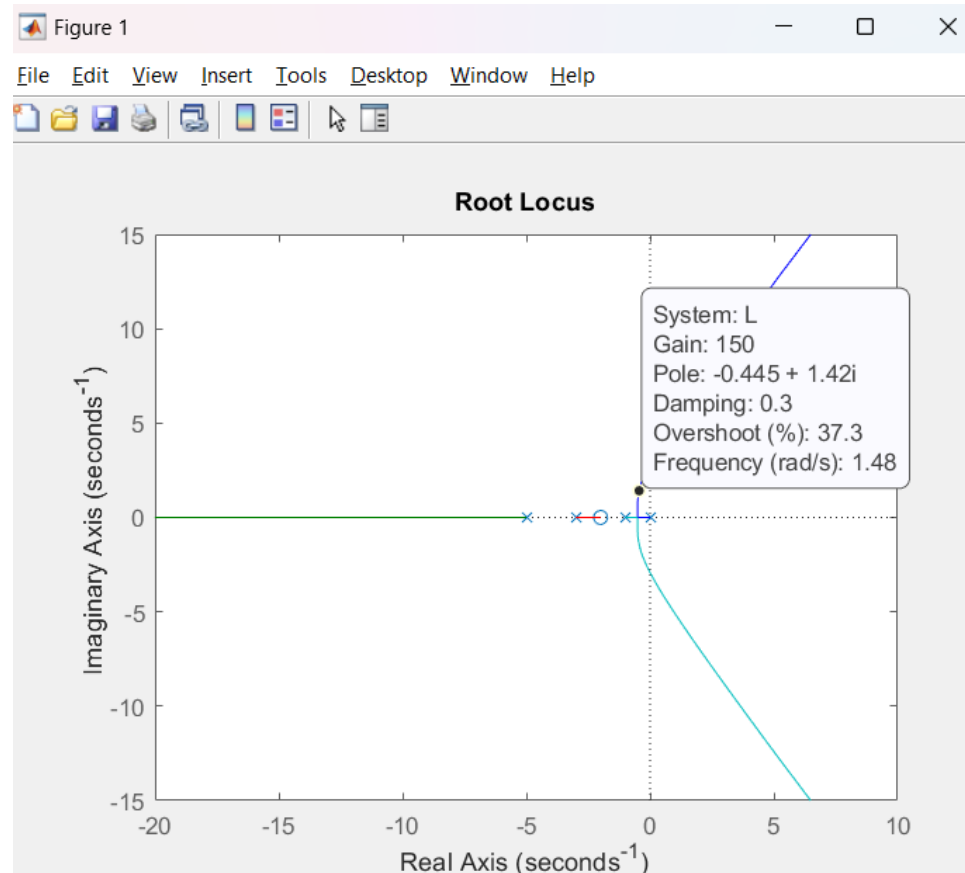 Figure 1
File Edit View Insert Tools Desktop Window Help
Root Locus
System: L
Gain: 150
Pole: -0.445 + 1.42i
Damping: 0.3
Overshoot (%): 37.3
Frequency (rad/s): 1.48
Imaginary Axis (seconds⁻¹)
15
10
5
0
-5
-10
-15
-20 -15 -10 -5 0 5 10
Real Axis (seconds⁻¹)